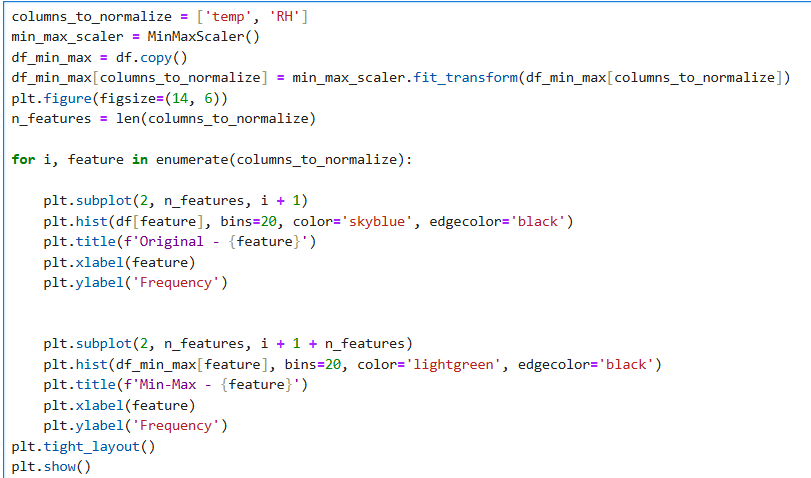 columns_to_normalize = ['temp', 'RH']
min_max_scaler = MinMaxScaler()
df_min_max = df.copy()
df_min_max[columns_to_normalize] = min_max_scaler.fit_transform(df_min_max[columns_to_normalize])
plt.figure(figsize=(14, 6))
n_features = len(columns_to_normalize)

for i, feature in enumerate(columns_to_normalize):

    plt.subplot(2, n_features, i + 1)
    plt.hist(df[feature], bins=20, color='skyblue', edgecolor='black')
    plt.title(f'Original - {feature}')
    plt.xlabel(feature)
    plt.ylabel('Frequency')


    plt.subplot(2, n_features, i + 1 + n_features)
    plt.hist(df_min_max[feature], bins=20, color='lightgreen', edgecolor='black')
    plt.title(f'Min-Max - {feature}')
    plt.xlabel(feature)
    plt.ylabel('Frequency')
plt.tight_layout()
plt.show()